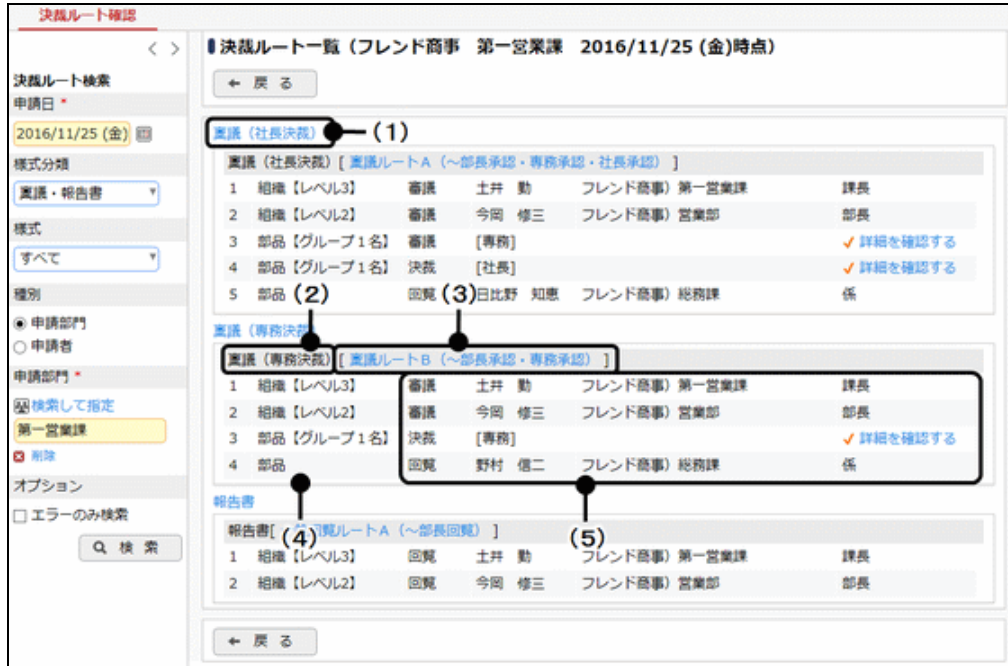 決裁ルート確認
< >
決裁ルート検索
申請日 *
2016/11/25 (金)
様式分類
稟議・報告書
様式
すべて
種別
申請部門
申請者
申請部門 *
検索して指定
第一営業課
削除
オプション
エラーのみ検索
検 索
決裁ルート一覧（フレンド商事 第一営業課 2016/11/25 (金)時点）
← 戻 る
稟議（社長決裁） (1)
稟議（社長決裁）[ 稟議ルートA（～部長承認・専務承認・社長承認） ]
1 組織【レベル3】 審議 土井 勤 フレンド商事）第一営業課 課長
2 組織【レベル2】 審議 今岡 修三 フレンド商事）営業部 部長
3 部品【グループ１名】 審議 [専務] ✓ 詳細を確認する
4 部品【グループ１名】 決裁 [社長] ✓ 詳細を確認する
5 部品 (2) 回覧 (3) 日比野 知恵 フレンド商事）総務課 係
稟議（専務決裁）
稟議（専務決裁）[ 稟議ルートB（～部長承認・専務承認） ]
1 組織【レベル3】 審議 土井 勤 フレンド商事）第一営業課 課長
2 組織【レベル2】 審議 今岡 修三 フレンド商事）営業部 部長
3 部品【グループ１名】 決裁 [専務] ✓ 詳細を確認する
4 部品 回覧 野村 信二 フレンド商事）総務課 係
報告書
報告書[ (4) 回覧ルートA（～部長回覧） ] (5)
1 組織【レベル3】 回覧 土井 勤 フレンド商事）第一営業課 課長
2 組織【レベル2】 回覧 今岡 修三 フレンド商事）営業部 部長
← 戻 る